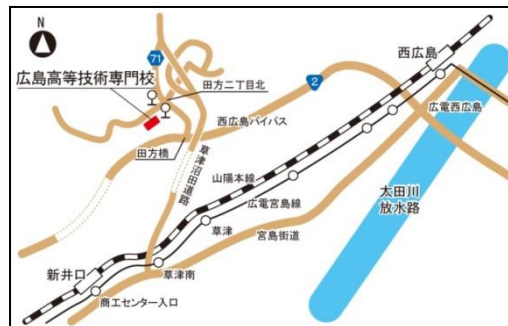 N
71
広島高等技術専門校
田方二丁目北
西広島
2
西広島バイパス
広電西広島
田方橋
草津沼田道路
山陽本線
広電宮島線
太田川
放水路
草津
宮島街道
新井口
草津南
商工センター入口